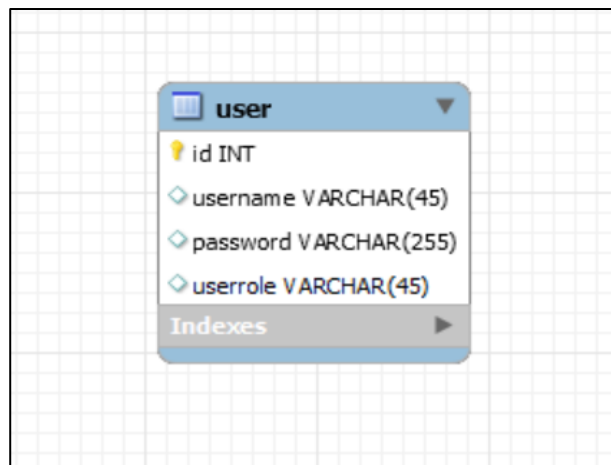 user
id INT
username VARCHAR(45)
password VARCHAR(255)
userrole VARCHAR(45)
Indexes